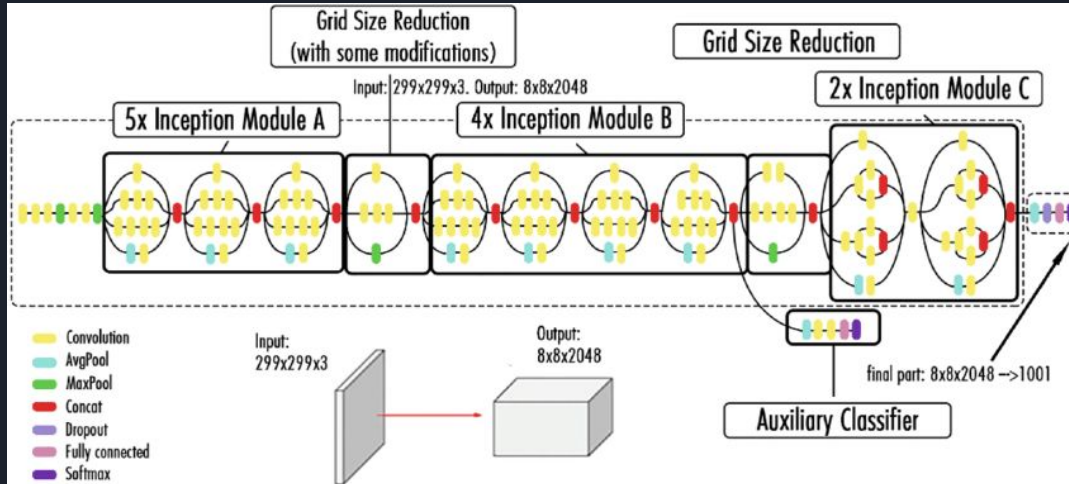 Grid Size Reduction
(with some modifications)
Grid Size Reduction
Input: 299x299x3. Output: 8x8x2048
5x Inception Module A
4x Inception Module B
2x Inception Module C
Convolution
AvgPool
MaxPool
Concat
Dropout
Fully connected
Softmax
Input:
299x299x3
Output:
8x8x2048
final part: 8x8x2048 -->1001
Auxiliary Classifier